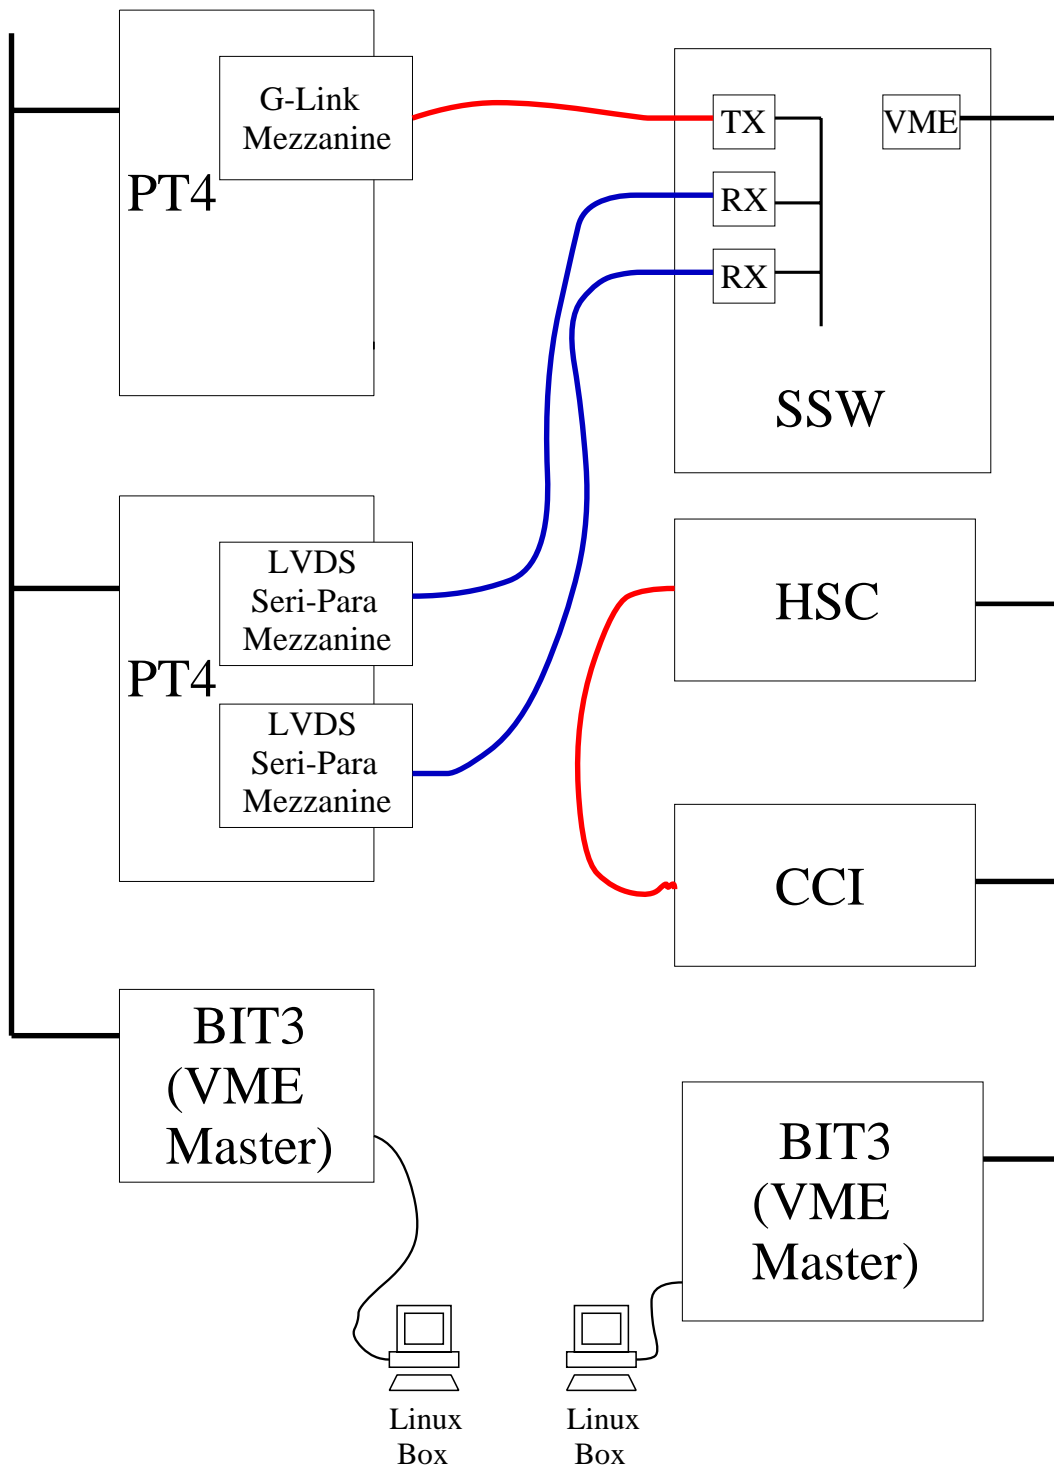 G-Link
Mezzanine
PT4
TX
VME
RX
RX
SSW
LVDS
Seri-Para
Mezzanine
PT4
LVDS
Seri-Para
Mezzanine
HSC
CCI
BIT3
(VME
Master)
BIT3
(VME
Master)
Linux
Box
Linux
Box